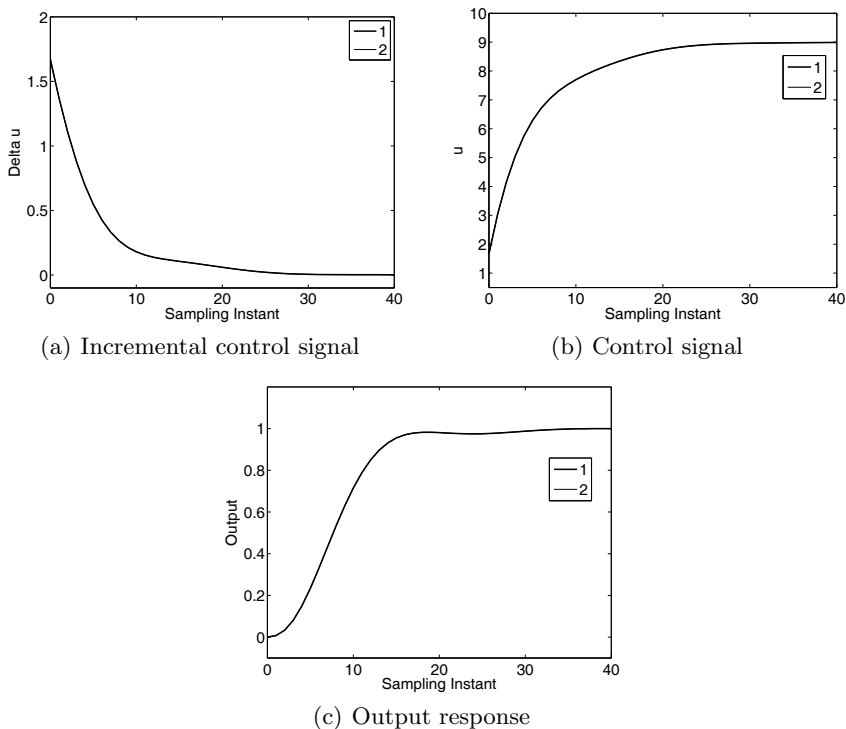 2
1.5
1
0.5
0
Delta u
1
2
0 10 20 30 40
Sampling Instant
(a) Incremental control signal
10
9
8
7
6
5
4
3
2
1
u
1
2
0 10 20 30 40
Sampling Instant
(b) Control signal
1
0.8
0.6
0.4
0.2
0
Output
1
2
0 10 20 30 40
Sampling Instant
(c) Output response